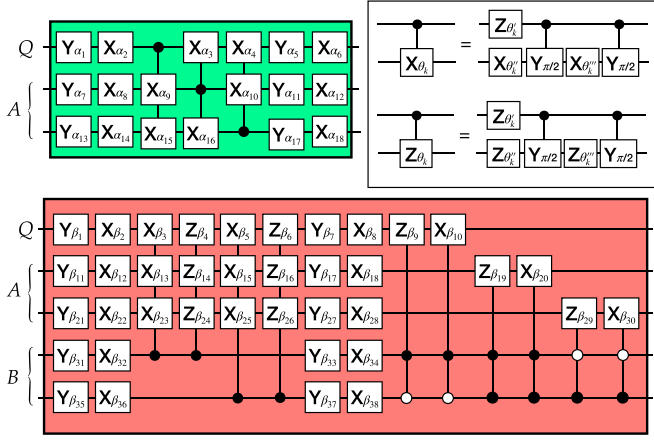 Q Yα₁ Xα₂ Xα₃ Xα₄ Yα₅ Xα₆
A Yα₇ Xα₈ Xα₉ Xα₁₀ Yα₁₁ Xα₁₂
Yα₁₃ Xα₁₄ Xα₁₅ Xα₁₆ Yα₁₇ Xα₁₈
= Zθ′ₖ
Xθₖ Xθ″ₖ Yπ/2 Xθ‴ₖ Yπ/2
= Zθ′ₖ
Zθₖ Zθ″ₖ Yπ/2 Zθ‴ₖ Yπ/2
Q Yβ₁ Xβ₂ Xβ₃ Zβ₄ Xβ₅ Zβ₆ Yβ₇ Xβ₈ Zβ₉ Xβ₁₀
A Yβ₁₁ Xβ₁₂ Xβ₁₃ Zβ₁₄ Xβ₁₅ Zβ₁₆ Yβ₁₇ Xβ₁₈ Zβ₁₉ Xβ₂₀
Yβ₂₁ Xβ₂₂ Xβ₂₃ Zβ₂₄ Xβ₂₅ Zβ₂₆ Yβ₂₇ Xβ₂₈ Zβ₂₉ Xβ₃₀
B Yβ₃₁ Xβ₃₂ Yβ₃₃ Xβ₃₄
Yβ₃₅ Xβ₃₆ Yβ₃₇ Xβ₃₈